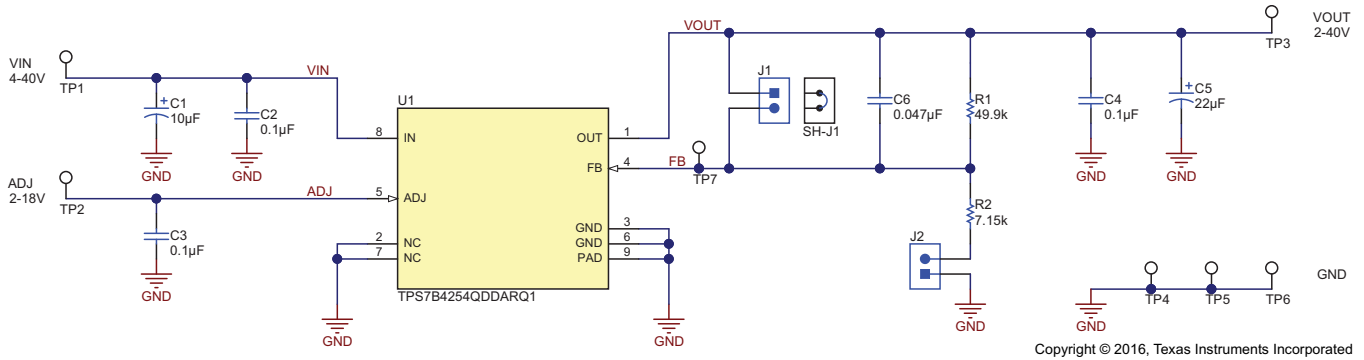 VOUT
VOUT
2-40V
TP3
VIN
4-40V
TP1
VIN
J1
U1
C1
10µF
C2
0.1µF
8
IN
OUT
1
SH-J1
C6
0.047µF
R1
49.9k
C4
0.1µF
C5
22µF
GND
GND
FB
4
FB
TP7
GND
GND
ADJ
2-18V
TP2
ADJ
5
ADJ
R2
7.15k
C3
0.1µF
GND
3
2
NC
GND
6
7
NC
PAD
9
J2
GND
TPS7B4254QDDARQ1
GND
TP4
TP5
TP6
GND
GND
GND
GND
Copyright © 2016, Texas Instruments Incorporated